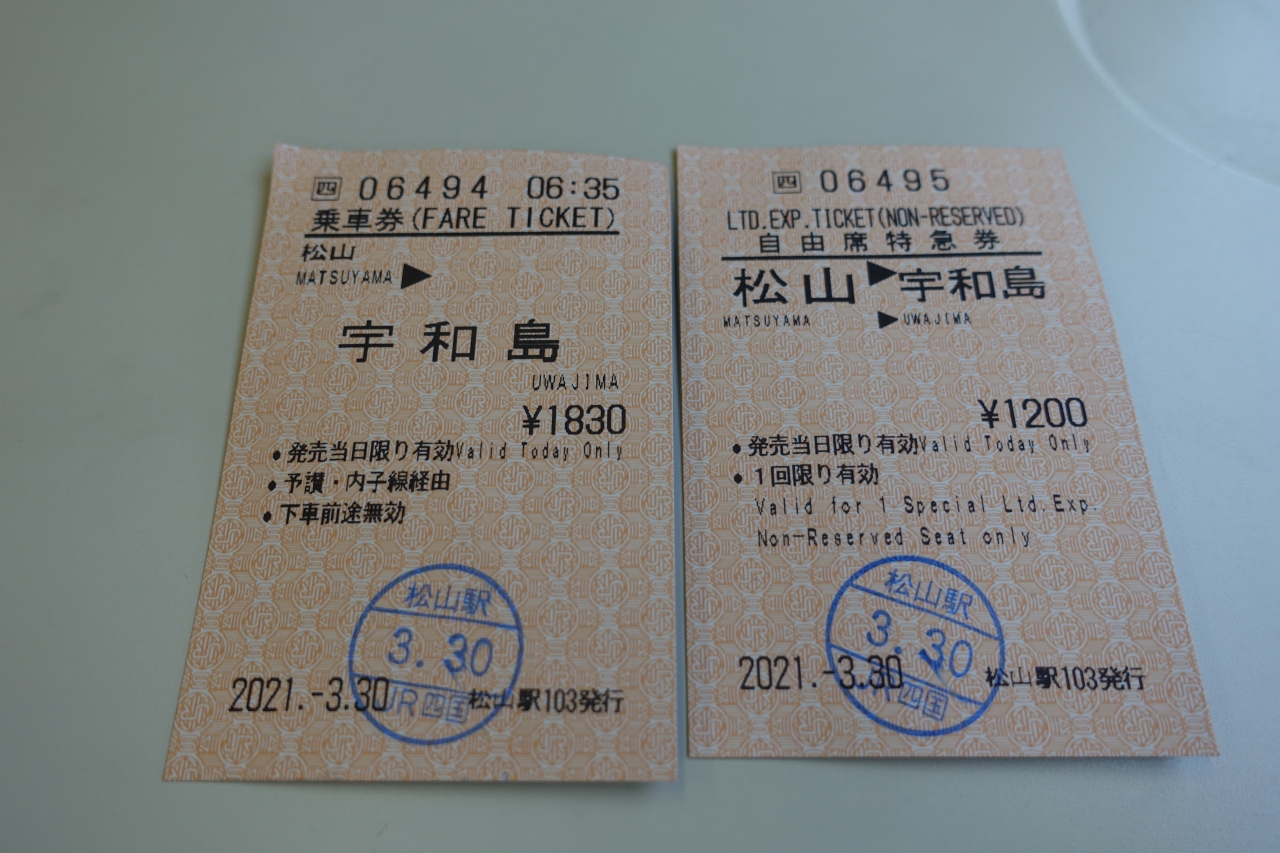 四 06494 06:35
乗車券(FARE TICKET)
松山
MATSUYAMA ▶
宇和島
UWAJIMA
¥1830
●発売当日限り有効Valid Today Only
●予讃・内子線経由
●下車前途無効
松山駅
3.30
JR四国
2021.-3.30 松山駅103発行
四 06495
LTD.EXP.TICKET(NON-RESERVED)
自由席特急券
松山▶宇和島
MATSUYAMA ▶UWAJIMA
¥1200
●発売当日限り有効Valid Today Only
●1回限り有効
Valid for 1 Special Ltd.Exp.
Non-Reserved Seat only
松山駅
3.30
JR四国
2021.-3.30 松山駅103発行